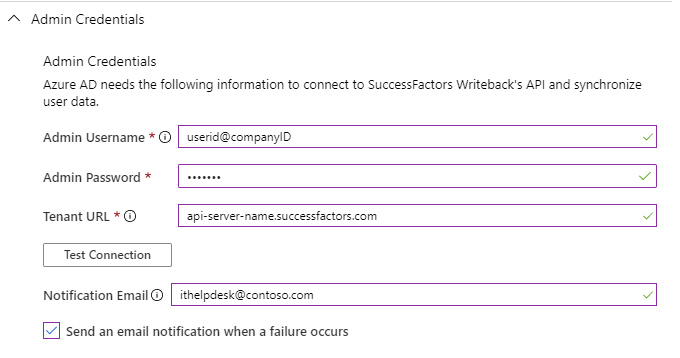 Admin Credentials
Admin Credentials
Azure AD needs the following information to connect to SuccessFactors Writeback's API and synchronize
user data.
Admin Username * userid@companyID
Admin Password * •••••••
Tenant URL * api-server-name.successfactors.com
Test Connection
Notification Email ithelpdesk@contoso.com
Send an email notification when a failure occurs